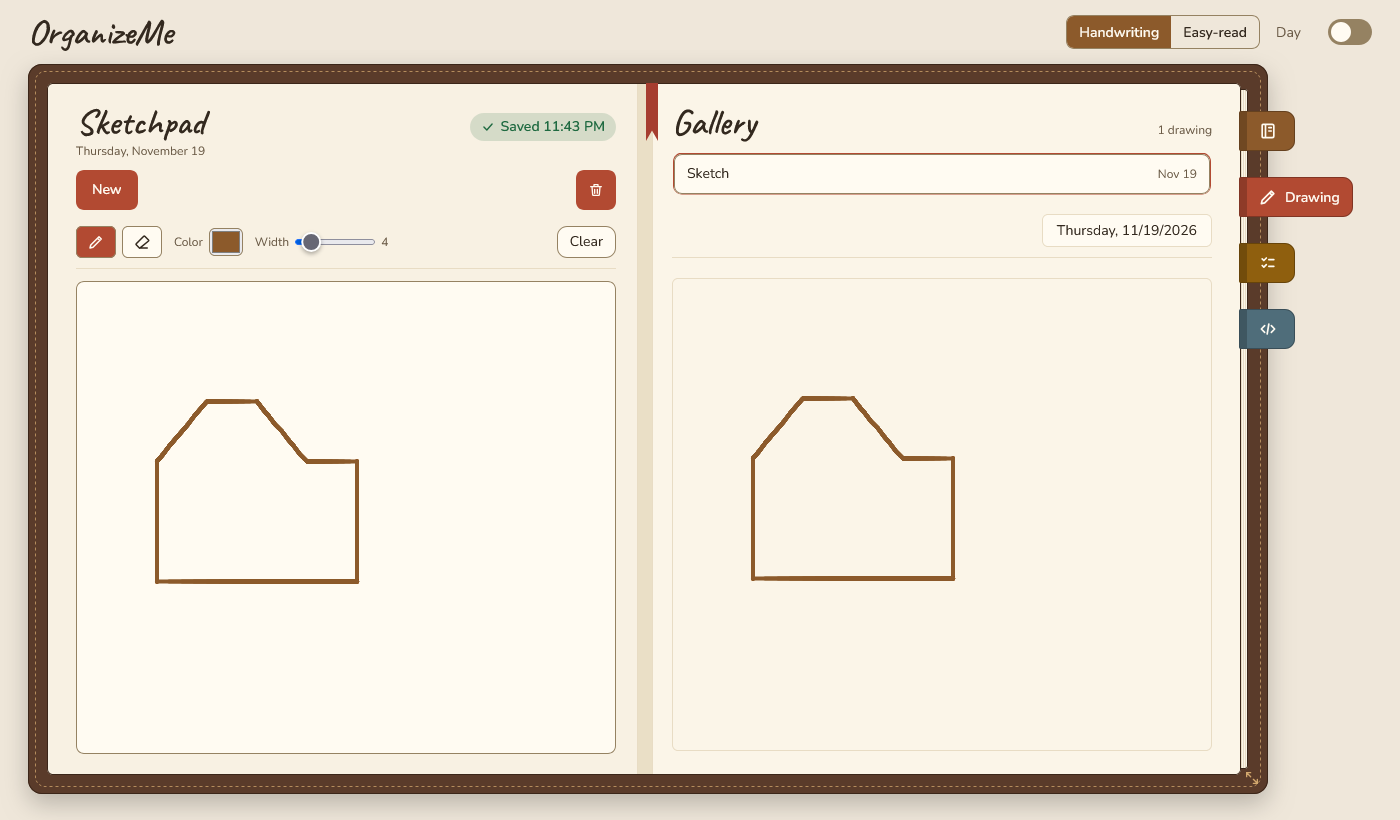 OrganizeMe
Handwriting
Easy-read
Day
Sketchpad
Saved 11:43 PM
Thursday, November 19
New
Color
Width
4
Clear
Gallery
1 drawing
Sketch
Nov 19
Thursday, 11/19/2026
Drawing